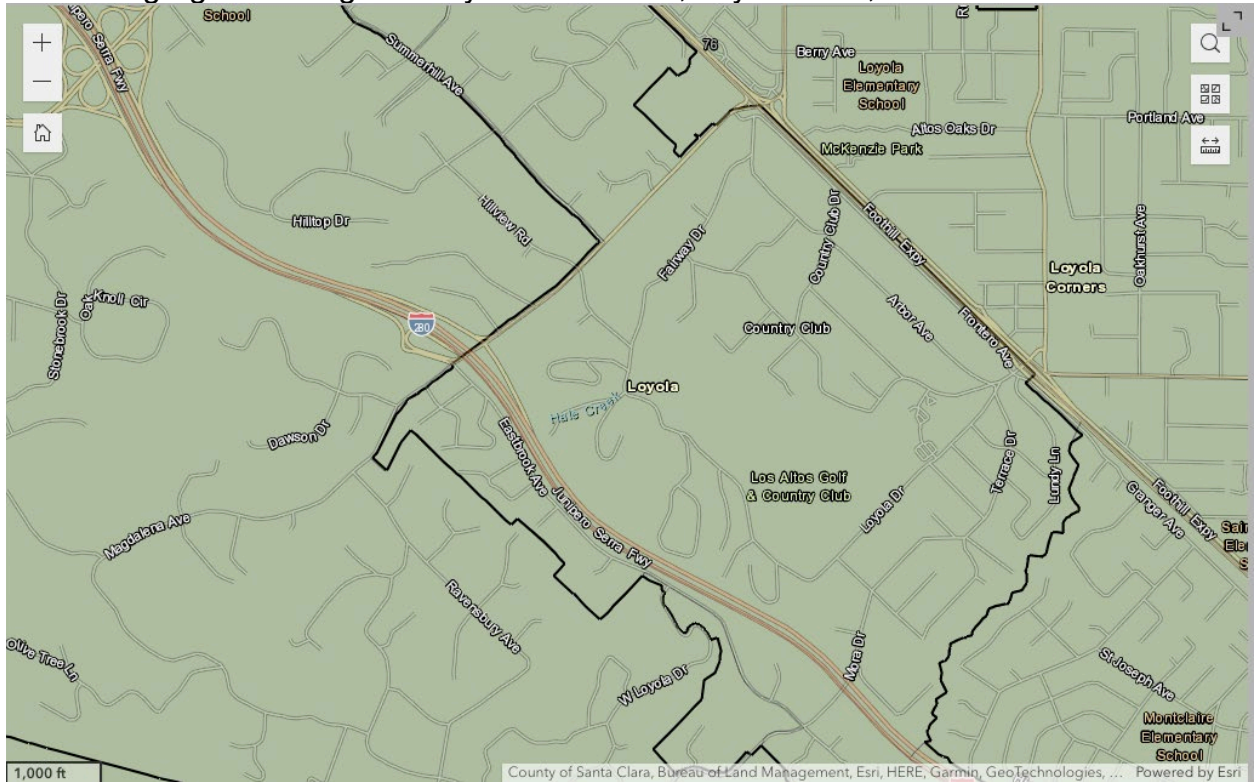 School
Junipero Serra Fwy
Summerhill Ave
76
Berry Ave
Loyola
Elementary
School
Portland Ave
Altos Oaks Dr
McKenzie Park
Hilltop Dr
Hillview Rd
Fairway Dr
Country Club Dr
Foothill Expy
Oakhurst Ave
Loyola
Corners
Stonebrook Dr
Oak Knoll Cir
280
Country Club
Arbor Ave
Frontero Ave
Loyola
Hale Creek
Dawson Dr
Eastbrook Ave
Los Altos Golf
& Country Club
Terrace Dr
Lundy Ln
Loyola Dr
Granger Ave
Foothill Expy
Magdalena Ave
Junipero Serra Fwy
Ravensbury Ave
Olive Tree Ln
W Loyola Dr
Mora Dr
St Joseph Ave
Montclaire
Elementary
School
1,000 ft
County of Santa Clara, Bureau of Land Management, Esri, HERE, Garmin, GeoTechnologies, ... Powered by Esri